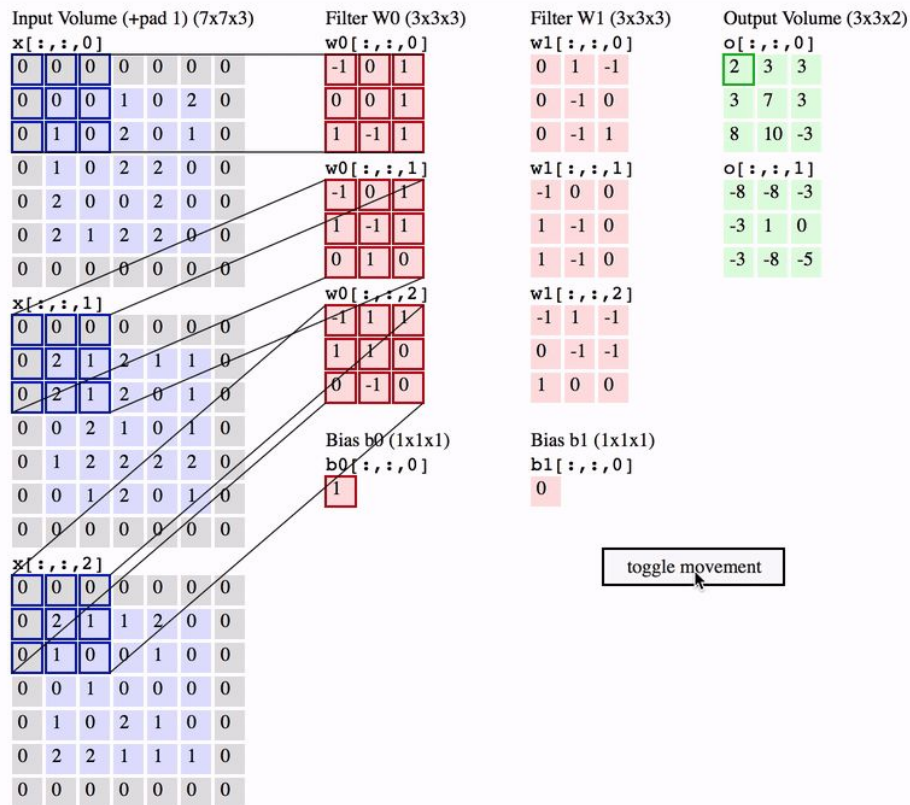 Input Volume (+pad 1) (7x7x3)
x[:,:,0]
0 0 0 0 0 0 0
0 0 0 1 0 2 0
0 1 0 2 0 1 0
0 1 0 2 2 0 0
0 2 0 0 2 0 0
0 2 1 2 2 0 0
0 0 0 0 0 0 0
x[:,:,1]
0 0 0 0 0 0 0
0 2 1 2 1 1 0
0 2 1 2 0 1 0
0 0 2 1 0 1 0
0 1 2 2 2 2 0
0 0 1 2 0 1 0
0 0 0 0 0 0 0
x[:,:,2]
0 0 0 0 0 0 0
0 2 1 1 2 0 0
0 1 0 0 1 0 0
0 0 1 0 0 0 0
0 1 0 2 1 0 0
0 2 2 1 1 1 0
0 0 0 0 0 0 0
Filter W0 (3x3x3)
w0[:,:,0]
-1 0 1
0 0 1
1 -1 1
w0[:,:,1]
-1 0 1
1 -1 1
0 1 0
w0[:,:,2]
-1 1 1
1 1 0
0 -1 0
Bias b0 (1x1x1)
b0[:,:,0]
1
Filter W1 (3x3x3)
w1[:,:,0]
0 1 -1
0 -1 0
0 -1 1
w1[:,:,1]
-1 0 0
1 -1 0
1 -1 0
w1[:,:,2]
-1 1 -1
0 -1 -1
1 0 0
Bias b1 (1x1x1)
b1[:,:,0]
0
Output Volume (3x3x2)
o[:,:,0]
2 3 3
3 7 3
8 10 -3
o[:,:,1]
-8 -8 -3
-3 1 0
-3 -8 -5
toggle movement